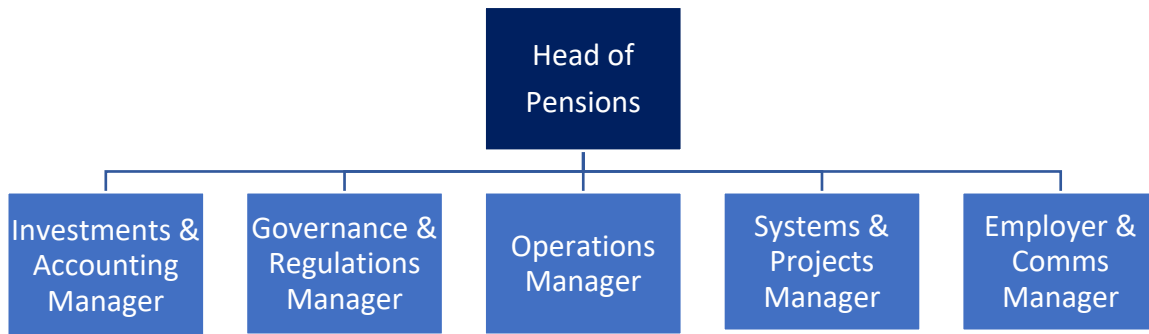 Head of
Pensions
Investments &
Accounting
Manager
Governance &
Regulations
Manager
Operations
Manager
Systems &
Projects
Manager
Employer &
Comms
Manager